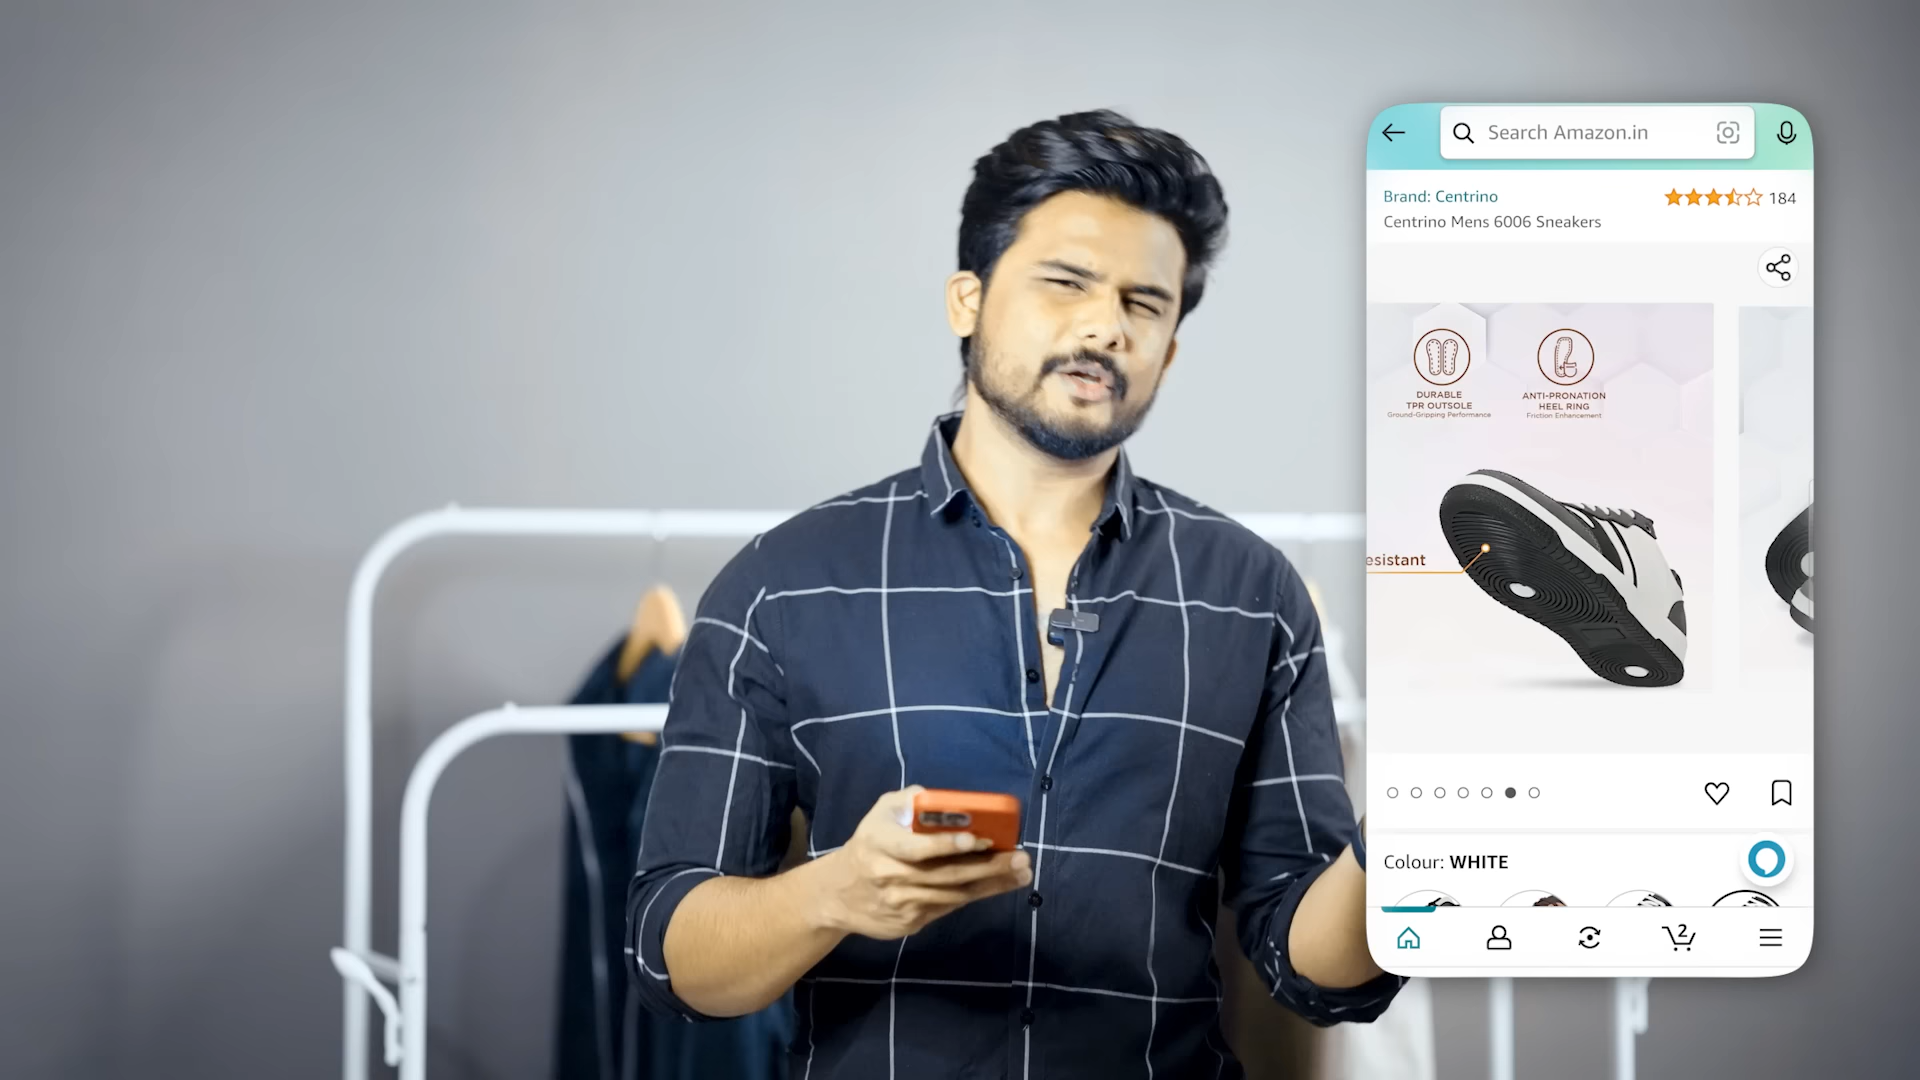 Search Amazon.in
Brand: Centrino
184
Centrino Mens 6006 Sneakers
DURABLE
TPR OUTSOLE
Ground-Gripping Performance
ANTI-PRONATION
HEEL RING
Friction Enhancement
esistant
Colour: WHITE
2